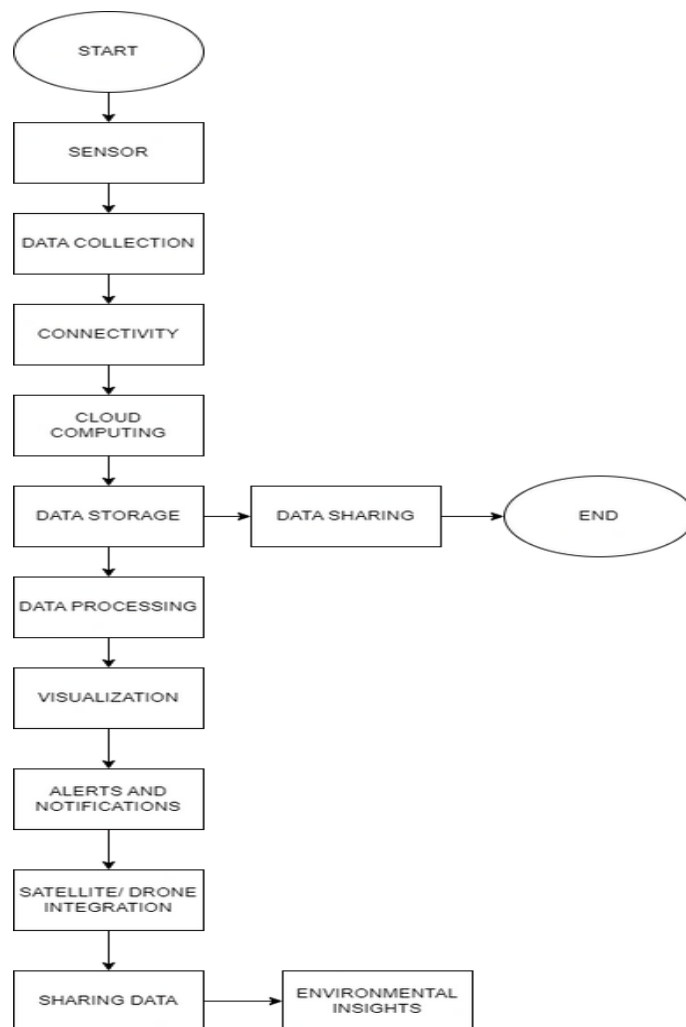 START
SENSOR
DATA COLLECTION
CONNECTIVITY
CLOUD
COMPUTING
DATA STORAGE
DATA SHARING
END
DATA PROCESSING
VISUALIZATION
ALERTS AND
NOTIFICATIONS
SATELLITE/ DRONE
INTEGRATION
SHARING DATA
ENVIRONMENTAL
INSIGHTS